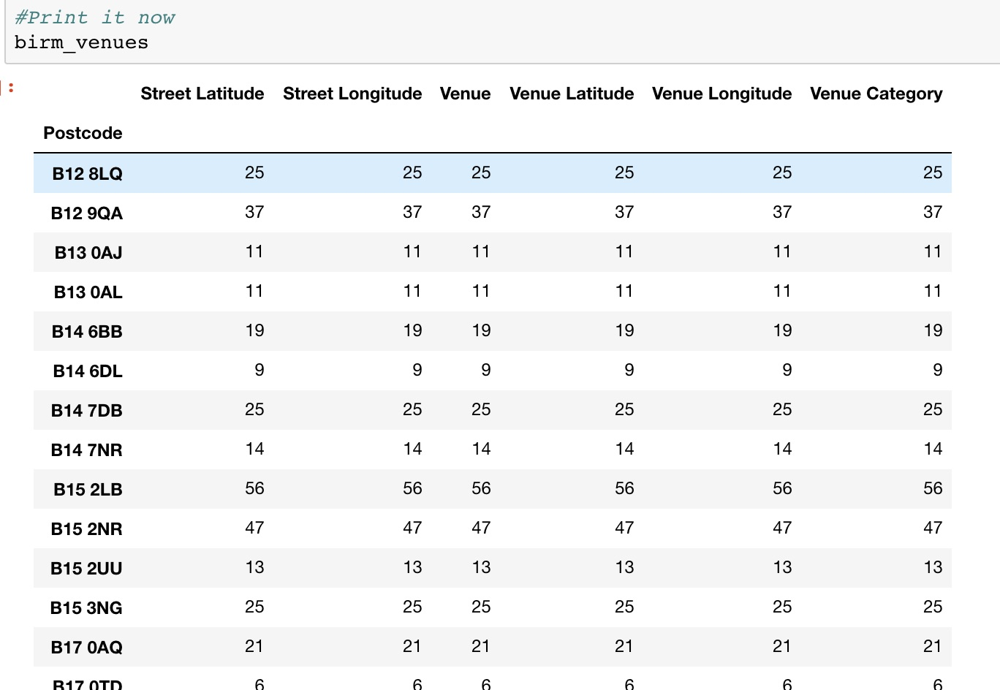 #Print it now
birm_venues
]:
Street Latitude Street Longitude Venue Venue Latitude Venue Longitude Venue Category
Postcode
B12 8LQ 25 25 25 25 25 25
B12 9QA 37 37 37 37 37 37
B13 0AJ 11 11 11 11 11 11
B13 0AL 11 11 11 11 11 11
B14 6BB 19 19 19 19 19 19
B14 6DL 9 9 9 9 9 9
B14 7DB 25 25 25 25 25 25
B14 7NR 14 14 14 14 14 14
B15 2LB 56 56 56 56 56 56
B15 2NR 47 47 47 47 47 47
B15 2UU 13 13 13 13 13 13
B15 3NG 25 25 25 25 25 25
B17 0AQ 21 21 21 21 21 21
B17 0TD 6 6 6 6 6 6